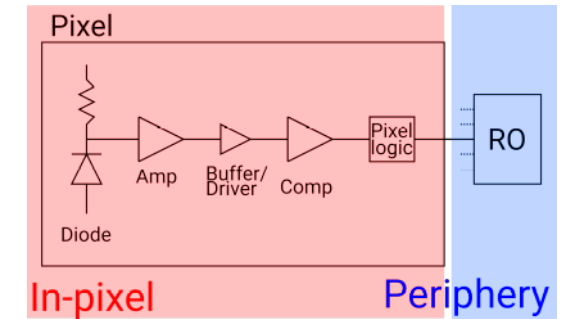 Pixel
Pixel
logic
RO
Amp
Buffer/
Driver
Comp
Diode
In-pixel
Periphery